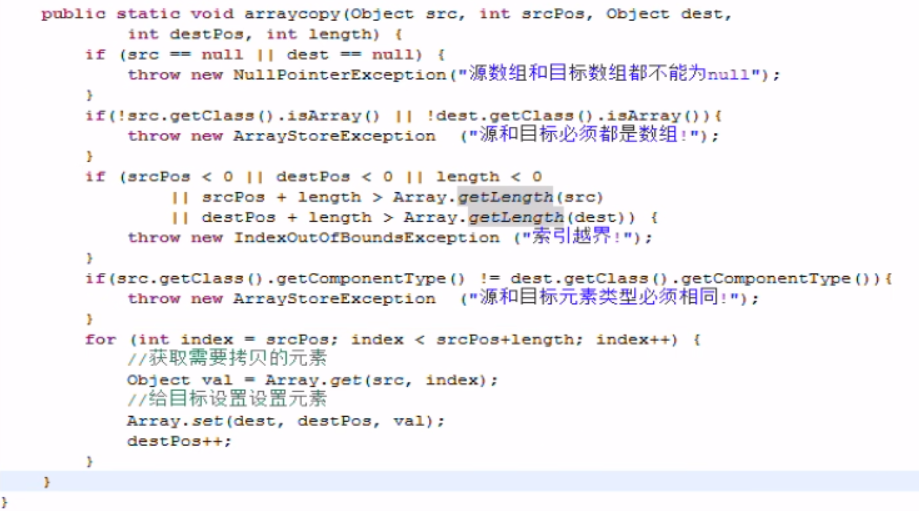 public static void arraycopy(Object src, int srcPos, Object dest,
int destPos, int length) {
if (src == null || dest == null) {
throw new NullPointerException("源数组和目标数组都不能为null");
}
if(!src.getClass().isArray() || !dest.getClass().isArray()){
throw new ArrayStoreException  ("源和目标必须都是数组!");
}
if (srcPos < 0 || destPos < 0 || length < 0
|| srcPos + length > Array.getLength(src)
|| destPos + length > Array.getLength(dest)) {
throw new IndexOutOfBoundsException ("索引越界!");
}
if(src.getClass().getComponentType() != dest.getClass().getComponentType()){
throw new ArrayStoreException  ("源和目标元素类型必须相同!");
}
for (int index = srcPos; index < srcPos+length; index++) {
//获取需要拷贝的元素
Object val = Array.get(src, index);
//给目标设置设置元素
Array.set(dest, destPos, val);
destPos++;
}
}
}